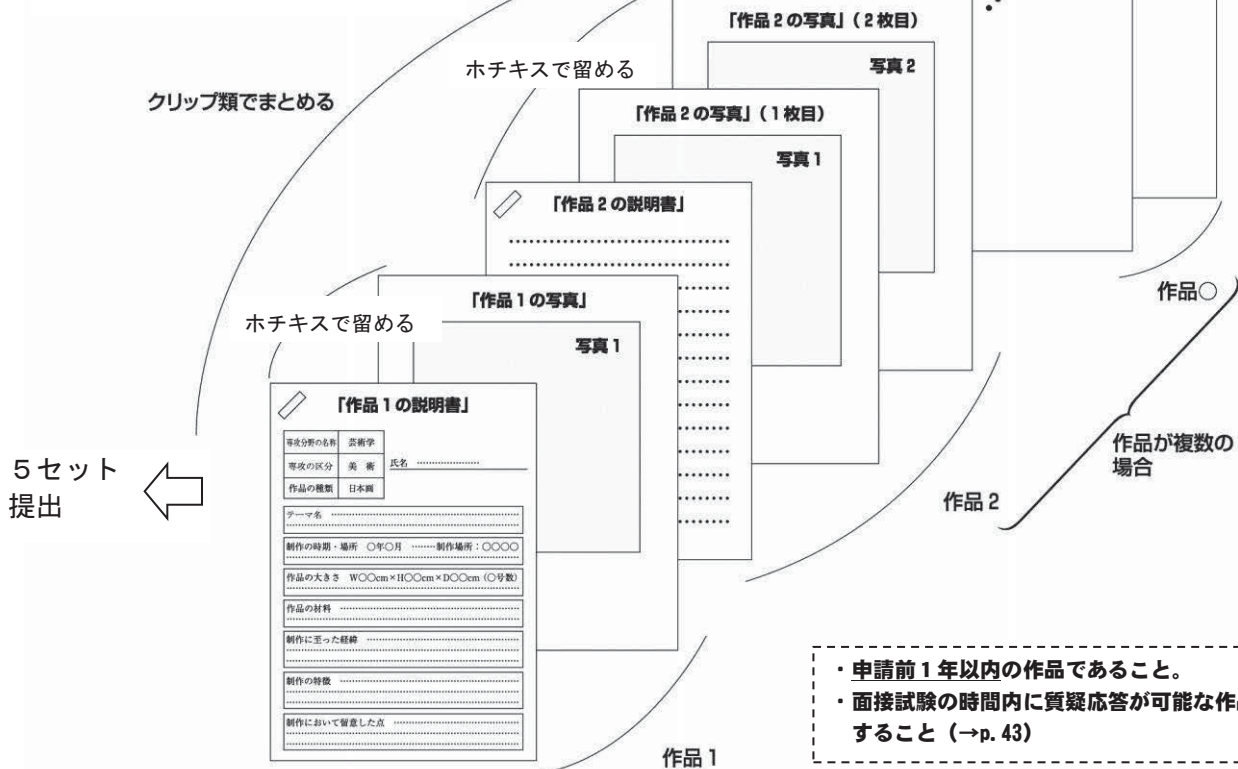 「作品２の写真」（２枚目）
写真２
ホチキスで留める
クリップ類でまとめる
「作品２の写真」（１枚目）
写真１
「作品２の説明書」
「作品１の写真」
ホチキスで留める
写真１
作品○
「作品１の説明書」
専攻分野の名称 芸術学
専攻の区分 美 術
氏名
作品の種類 日本画
テーマ名
制作の時期・場所 ○年○月 ………制作場所：○○○○
作品の大きさ W○○cm×H○○cm×D○○cm（○号数）
作品の材料
制作に至った経緯
制作の特徴
制作において留意した点
５セット
提出
作品が複数の
場合
作品２
作品１
・申請前１年以内の作品であること。
・面接試験の時間内に質疑応答が可能な作
すること（→p. 43）